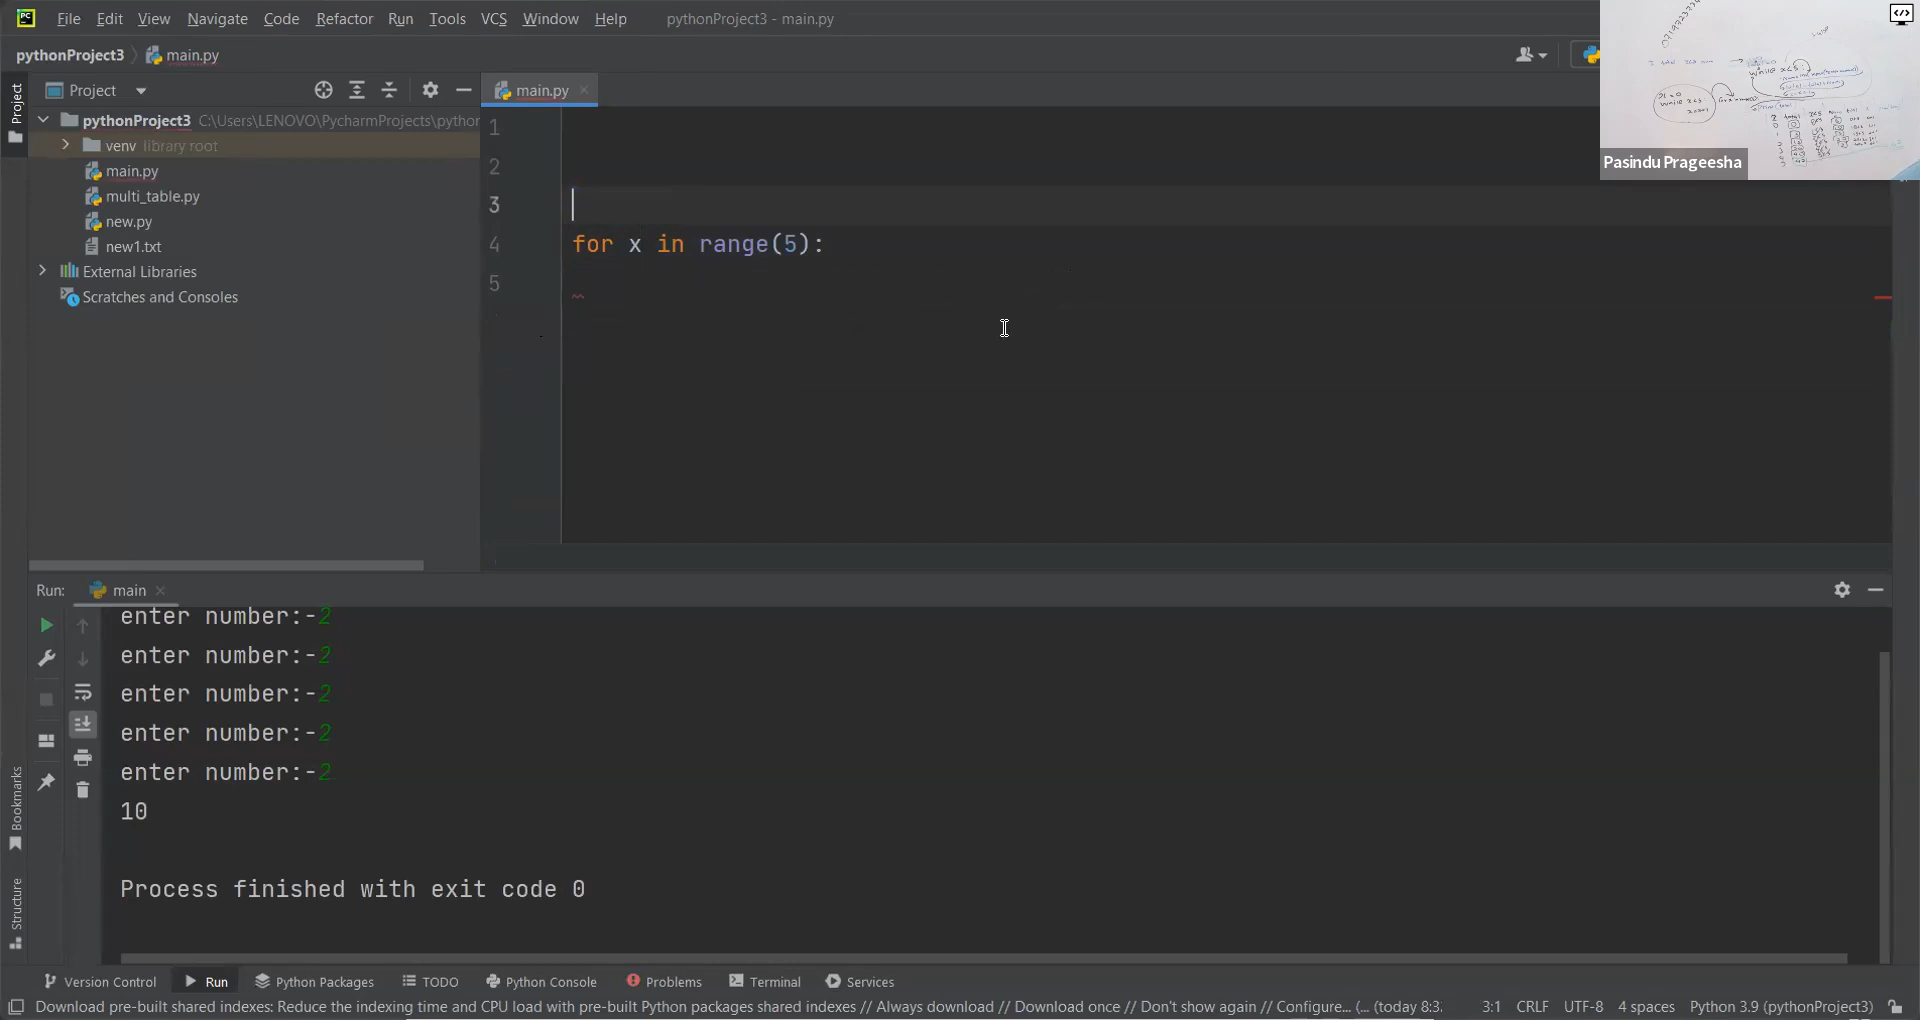 File Edit View Navigate Code Refactor Run Tools VCS Window Help pythonProject3 - main.py
pythonProject3 main.py
Project
Project
main.py
pythonProject3 C:\Users\LENOVO\PycharmProjects\python
venv library root
main.py
multi_table.py
new.py
new1.txt
External Libraries
Scratches and Consoles
1
2
3
4 for x in range(5):
5
Pasindu Prageesha
Run: main
enter number:-2
enter number:-2
enter number:-2
enter number:-2
enter number:-2
10
Process finished with exit code 0
Bookmarks
Structure
Version Control Run Python Packages TODO Python Console Problems Terminal Services
Download pre-built shared indexes: Reduce the indexing time and CPU load with pre-built Python packages shared indexes // Always download // Download once // Don't show again // Configure... (... (today 8:3 3:1 CRLF UTF-8 4 spaces Python 3.9 (pythonProject3)